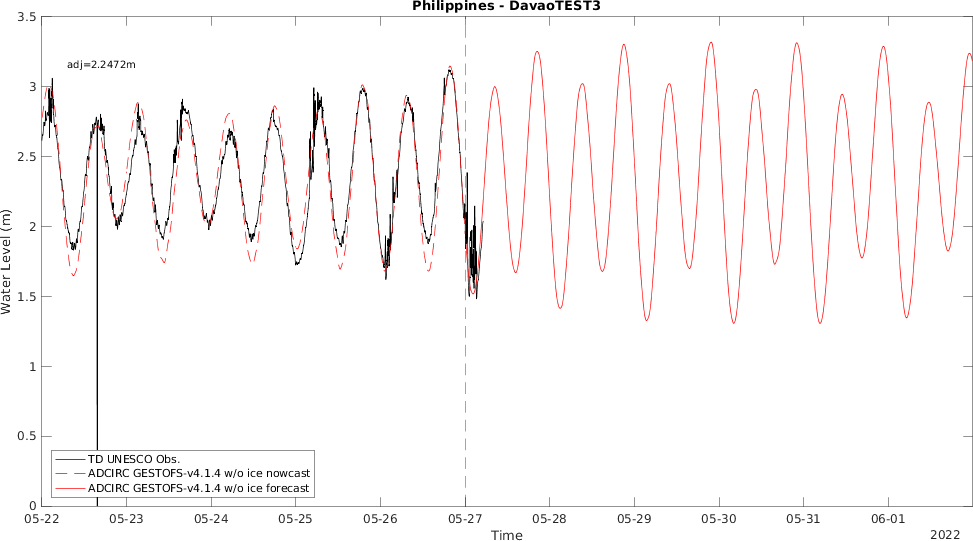 Philippines - DavaoTEST3
3.5
adj=2.2472m
3
2.5
2
Water Level (m)
1.5
1
0.5
TD UNESCO Obs.
ADCIRC GESTOFS-v4.1.4 w/o ice nowcast
ADCIRC GESTOFS-v4.1.4 w/o ice forecast
0
05-22 05-23 05-24 05-25 05-26 05-27 05-28 05-29 05-30 05-31 06-01
Time
2022